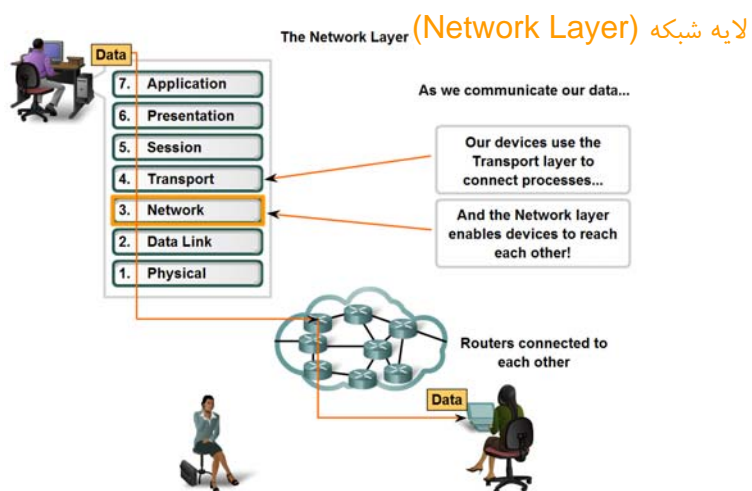 لایه شبکه (Network Layer)
The Network Layer
Data
7. Application
6. Presentation
5. Session
4. Transport
3. Network
2. Data Link
1. Physical
As we communicate our data...
Our devices use the
Transport layer to
connect processes...
And the Network layer
enables devices to reach
each other!
Routers connected to
each other
Data